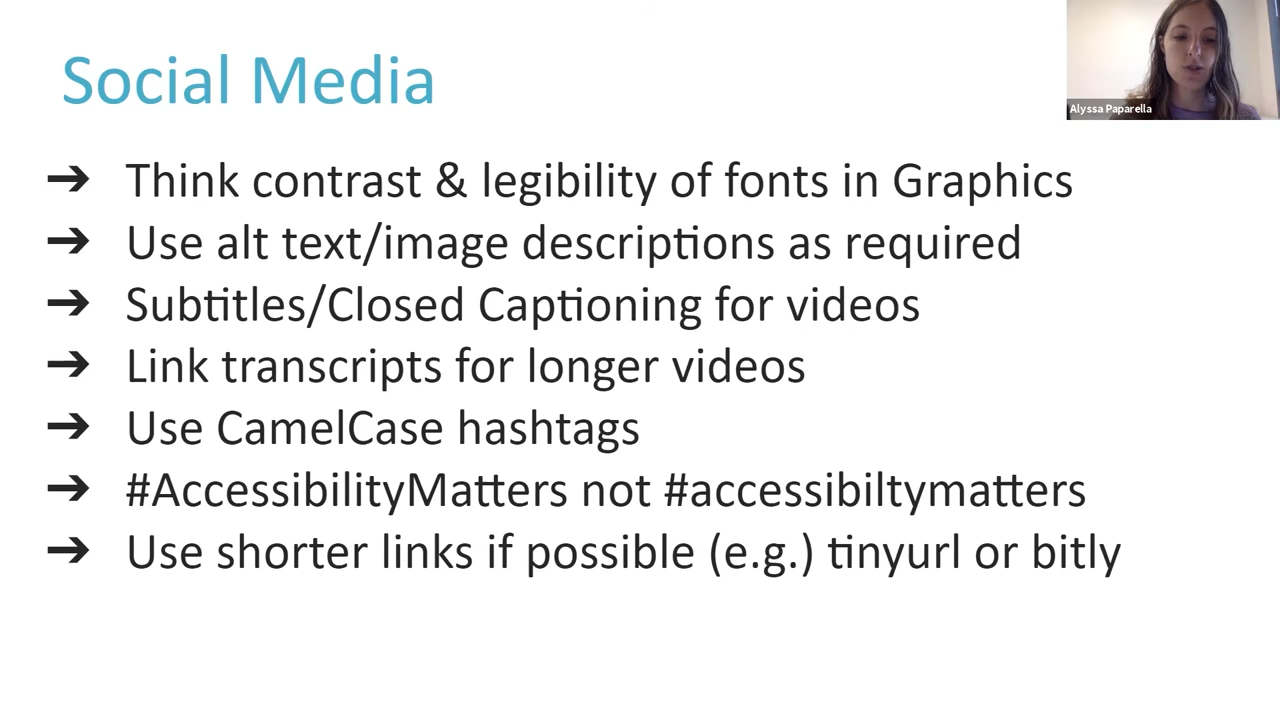 Social Media
Alyssa Paparella
➔ Think contrast & legibility of fonts in Graphics
➔ Use alt text/image descriptions as required
➔ Subtitles/Closed Captioning for videos
➔ Link transcripts for longer videos
➔ Use CamelCase hashtags
➔ #AccessibilityMatters not #accessibiltymatters
➔ Use shorter links if possible (e.g.) tinyurl or bitly